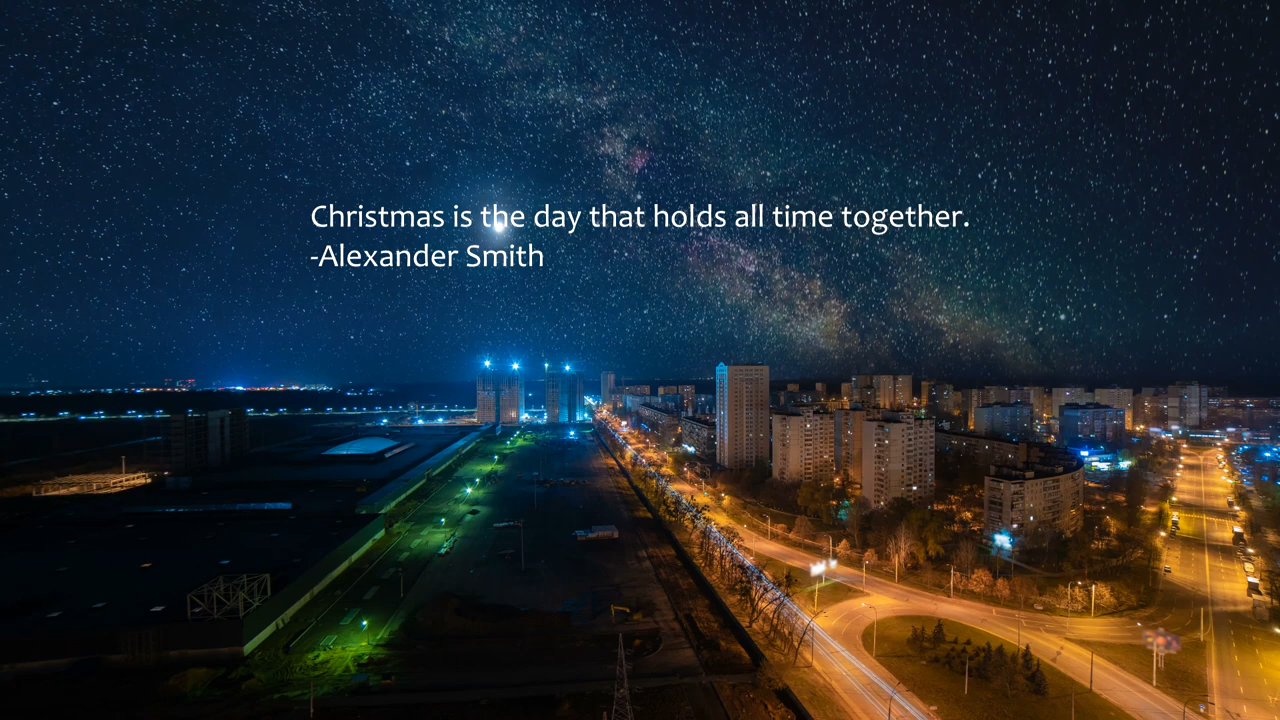 Christmas is the day that holds all time together.
-Alexander Smith